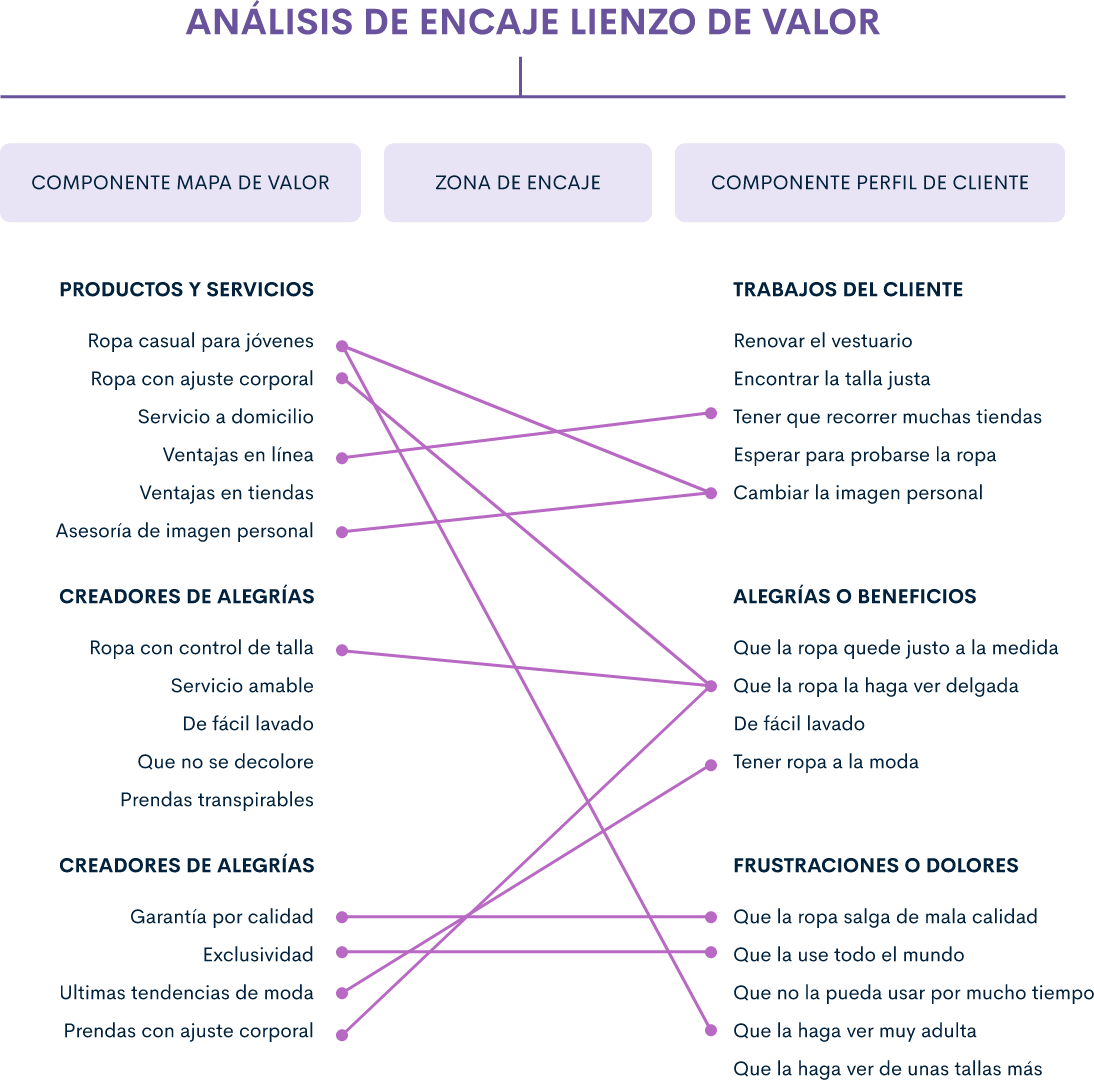 ANÁLISIS DE ENCAJE LIENZO DE VALOR
COMPONENTE MAPA DE VALOR
ZONA DE ENCAJE
COMPONENTE PERFIL DE CLIENTE
PRODUCTOS Y SERVICIOS
Ropa casual para jóvenes
Ropa con ajuste corporal
Servicio a domicilio
Ventajas en línea
Ventajas en tiendas
Asesoría de imagen personal
CREADORES DE ALEGRÍAS
Ropa con control de talla
Servicio amable
De fácil lavado
Que no se decolore
Prendas transpirables
CREADORES DE ALEGRÍAS
Garantía por calidad
Exclusividad
Ultimas tendencias de moda
Prendas con ajuste corporal
TRABAJOS DEL CLIENTE
Renovar el vestuario
Encontrar la talla justa
Tener que recorrer muchas tiendas
Esperar para probarse la ropa
Cambiar la imagen personal
ALEGRÍAS O BENEFICIOS
Que la ropa quede justo a la medida
Que la ropa la haga ver delgada
De fácil lavado
Tener ropa a la moda
FRUSTRACIONES O DOLORES
Que la ropa salga de mala calidad
Que la use todo el mundo
Que no la pueda usar por mucho tiempo
Que la haga ver muy adulta
Que la haga ver de unas tallas más